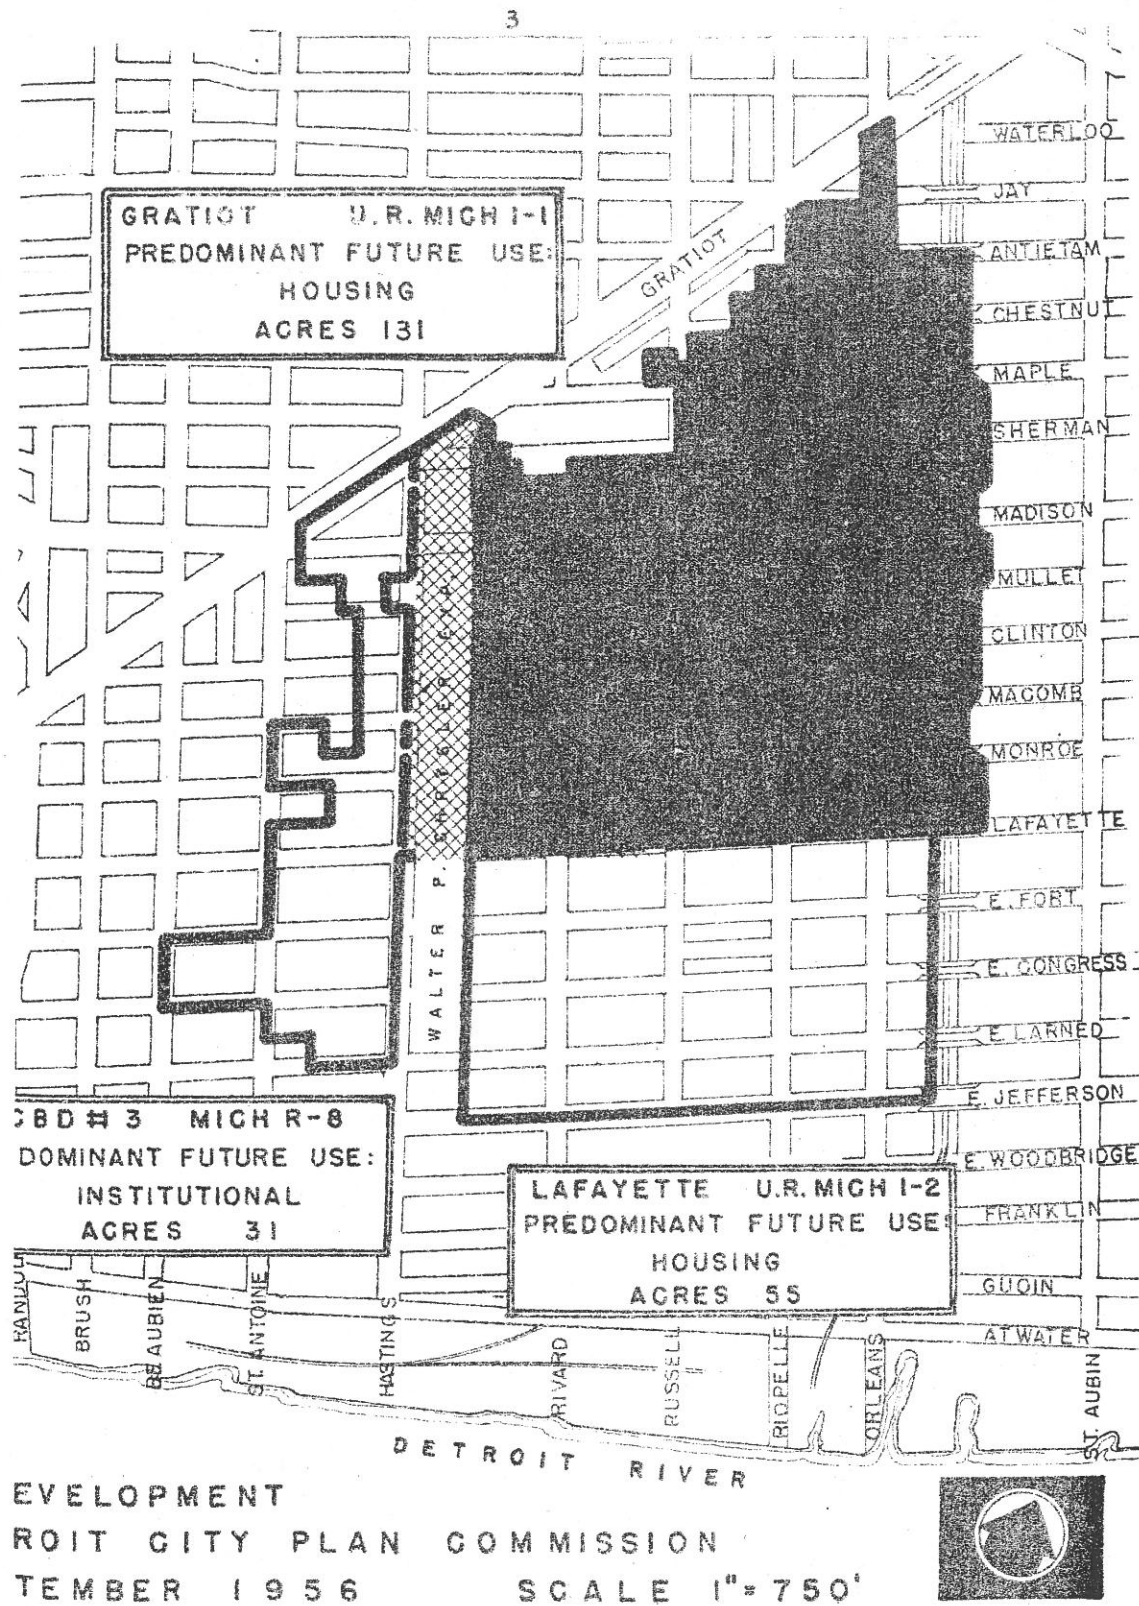 3
WATERLOO
JAY
ANTIETAM
CHESTNUT
MAPLE
SHERMAN
MADISON
MULLET
CLINTON
MACOMB
MONROE
LAFAYETTE
E. FORT
E. CONGRESS
E. LARNED
E. JEFFERSON
E. WOODBRIDGE
FRANKLIN
GUOIN
ATWATER
GRATIOT U.R. MICH 1-1
PREDOMINANT FUTURE USE:
HOUSING
ACRES 131
GRATIOT
WALTER P.
CBD # 3 MICH R-8
DOMINANT FUTURE USE:
INSTITUTIONAL
ACRES 31
LAFAYETTE U.R. MICH 1-2
PREDOMINANT FUTURE USE:
HOUSING
ACRES 55
BRUSH
BEAUBIEN
ST. ANTOINE
HASTINGS
RIVARD
RUSSELL
RIOPELLE
ORLEANS
ST. AUBIN
DETROIT RIVER
EVELOPMENT
ROIT CITY PLAN COMMISSION
TEMBER 1956 SCALE 1"=750'